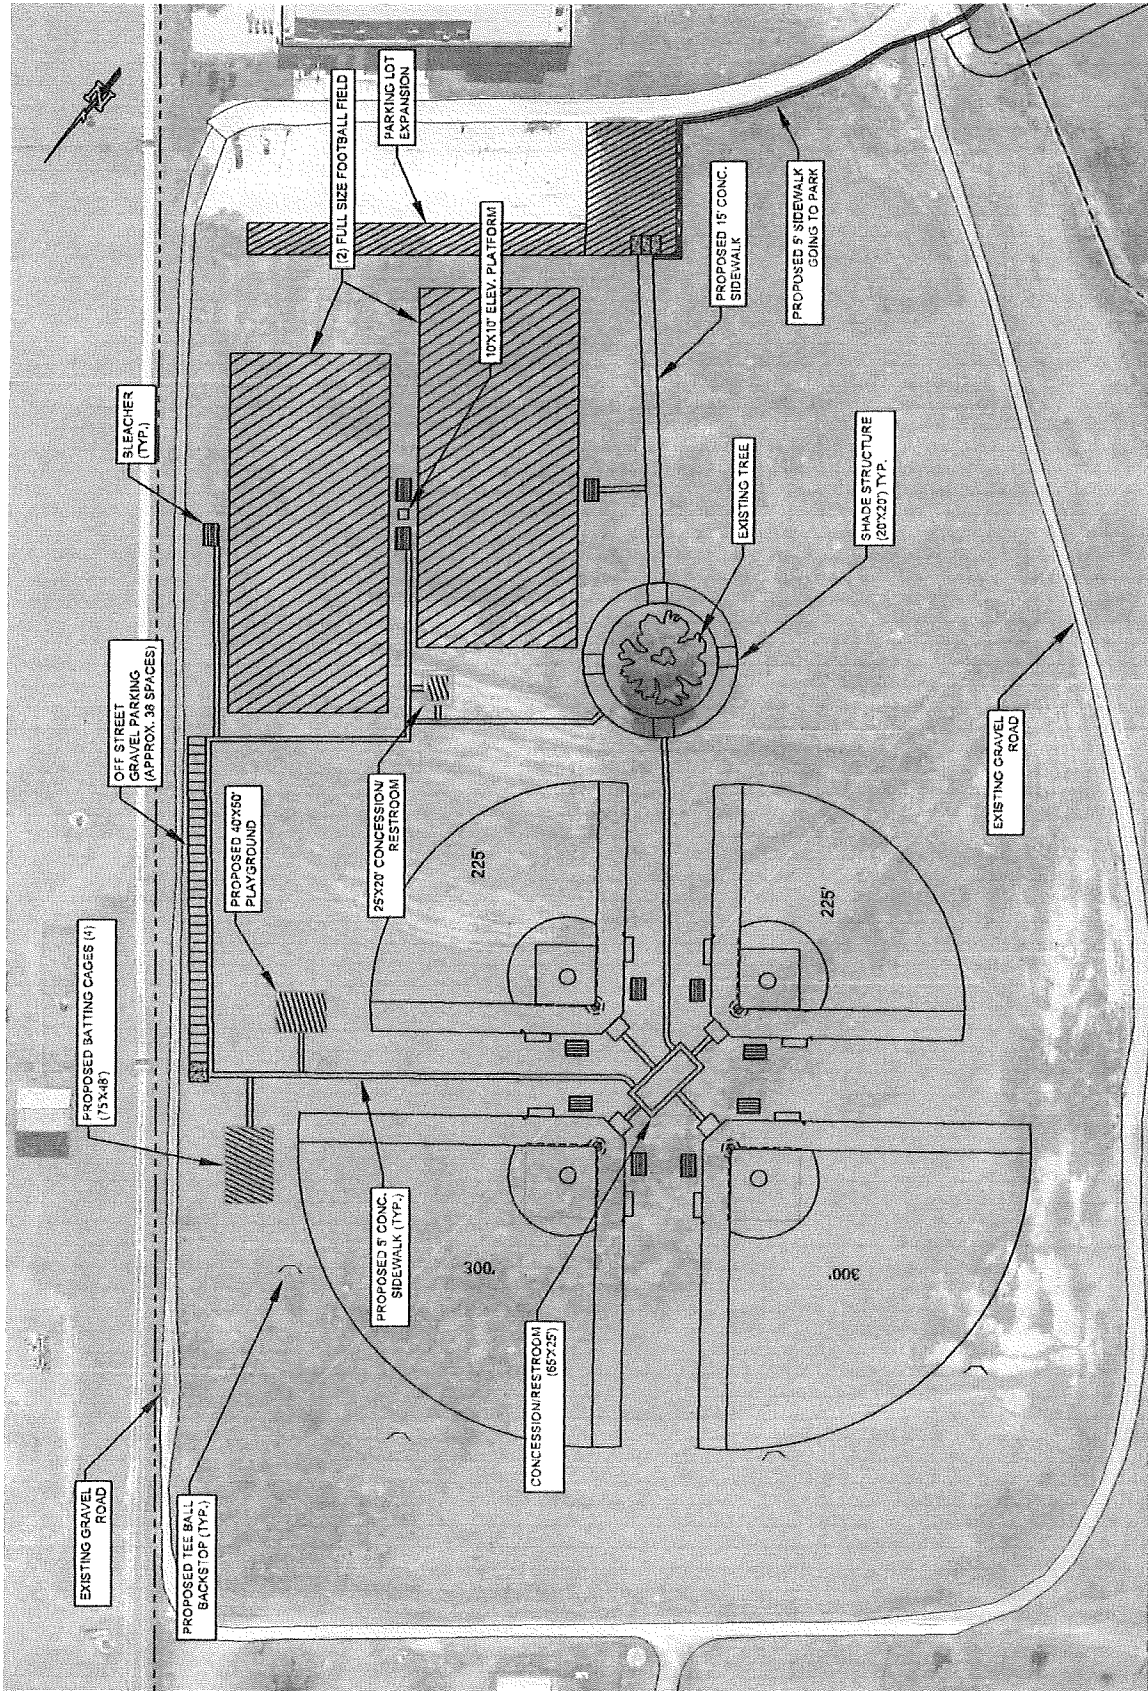 EXISTING GRAVEL
ROAD
PROPOSED TEE BALL
BACKSTOP (TYP.)
PROPOSED BATTING CAGES (4)
(75'X48')
OFF STREET
GRAVEL PARKING
(APPROX. 38 SPACES)
BLEACHER
(TYP.)
(2) FULL SIZE FOOTBALL FIELD
PARKING LOT
EXPANSION
PROPOSED 40'X50'
PLAYGROUND
25'X20' CONCESSION/
RESTROOM
10'X10' ELEV. PLATFORM
PROPOSED 5' CONC.
SIDEWALK (TYP.)
300'
225'
CONCESSION/RESTROOM
(65'X25')
300'
225'
EXISTING TREE
SHADE STRUCTURE
(20'X20') TYP.
PROPOSED 15' CONC.
SIDEWALK
PROPOSED 5' SIDEWALK
GOING TO PARK
EXISTING GRAVEL
ROAD